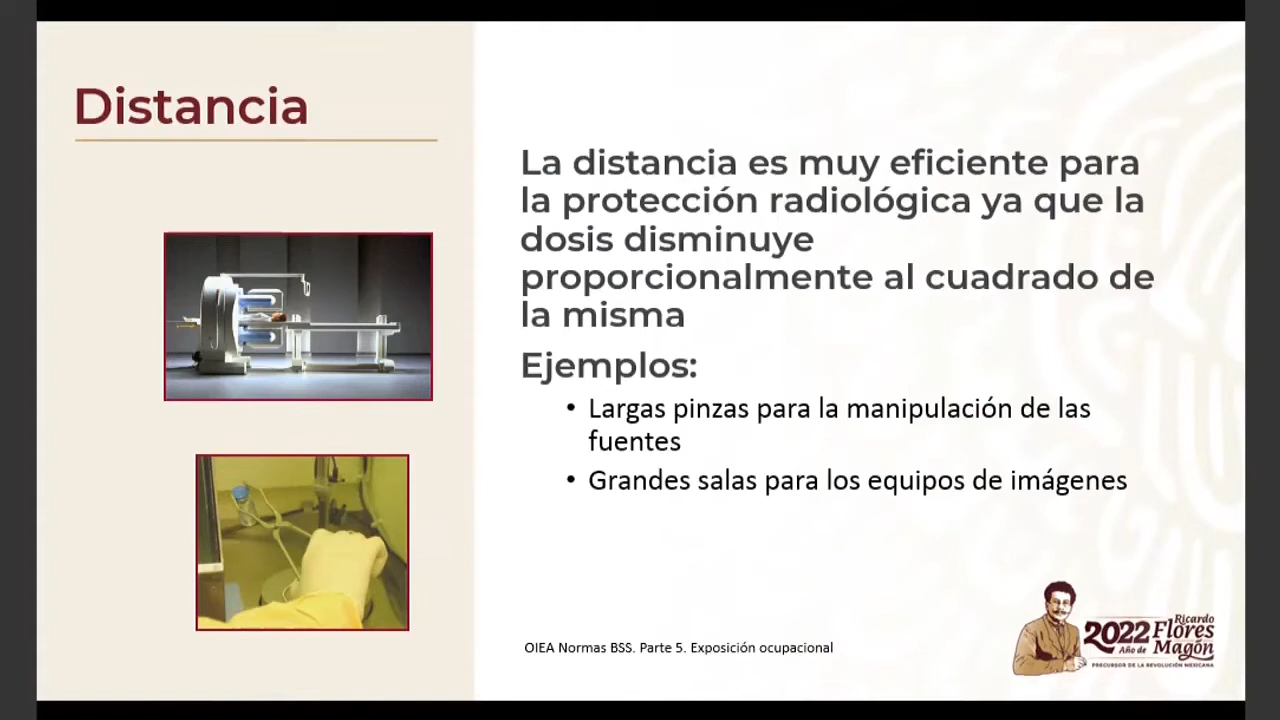 Distancia
La distancia es muy eficiente para
la protección radiológica ya que la
dosis disminuye
proporcionalmente al cuadrado de
la misma
Ejemplos:
• Largas pinzas para la manipulación de las
fuentes
• Grandes salas para los equipos de imágenes
OIEA Normas BSS. Parte 5. Exposición ocupacional
2022 Ricardo
Flores
Año de Magón
PRECURSOR DE LA REVOLUCIÓN MEXICANA